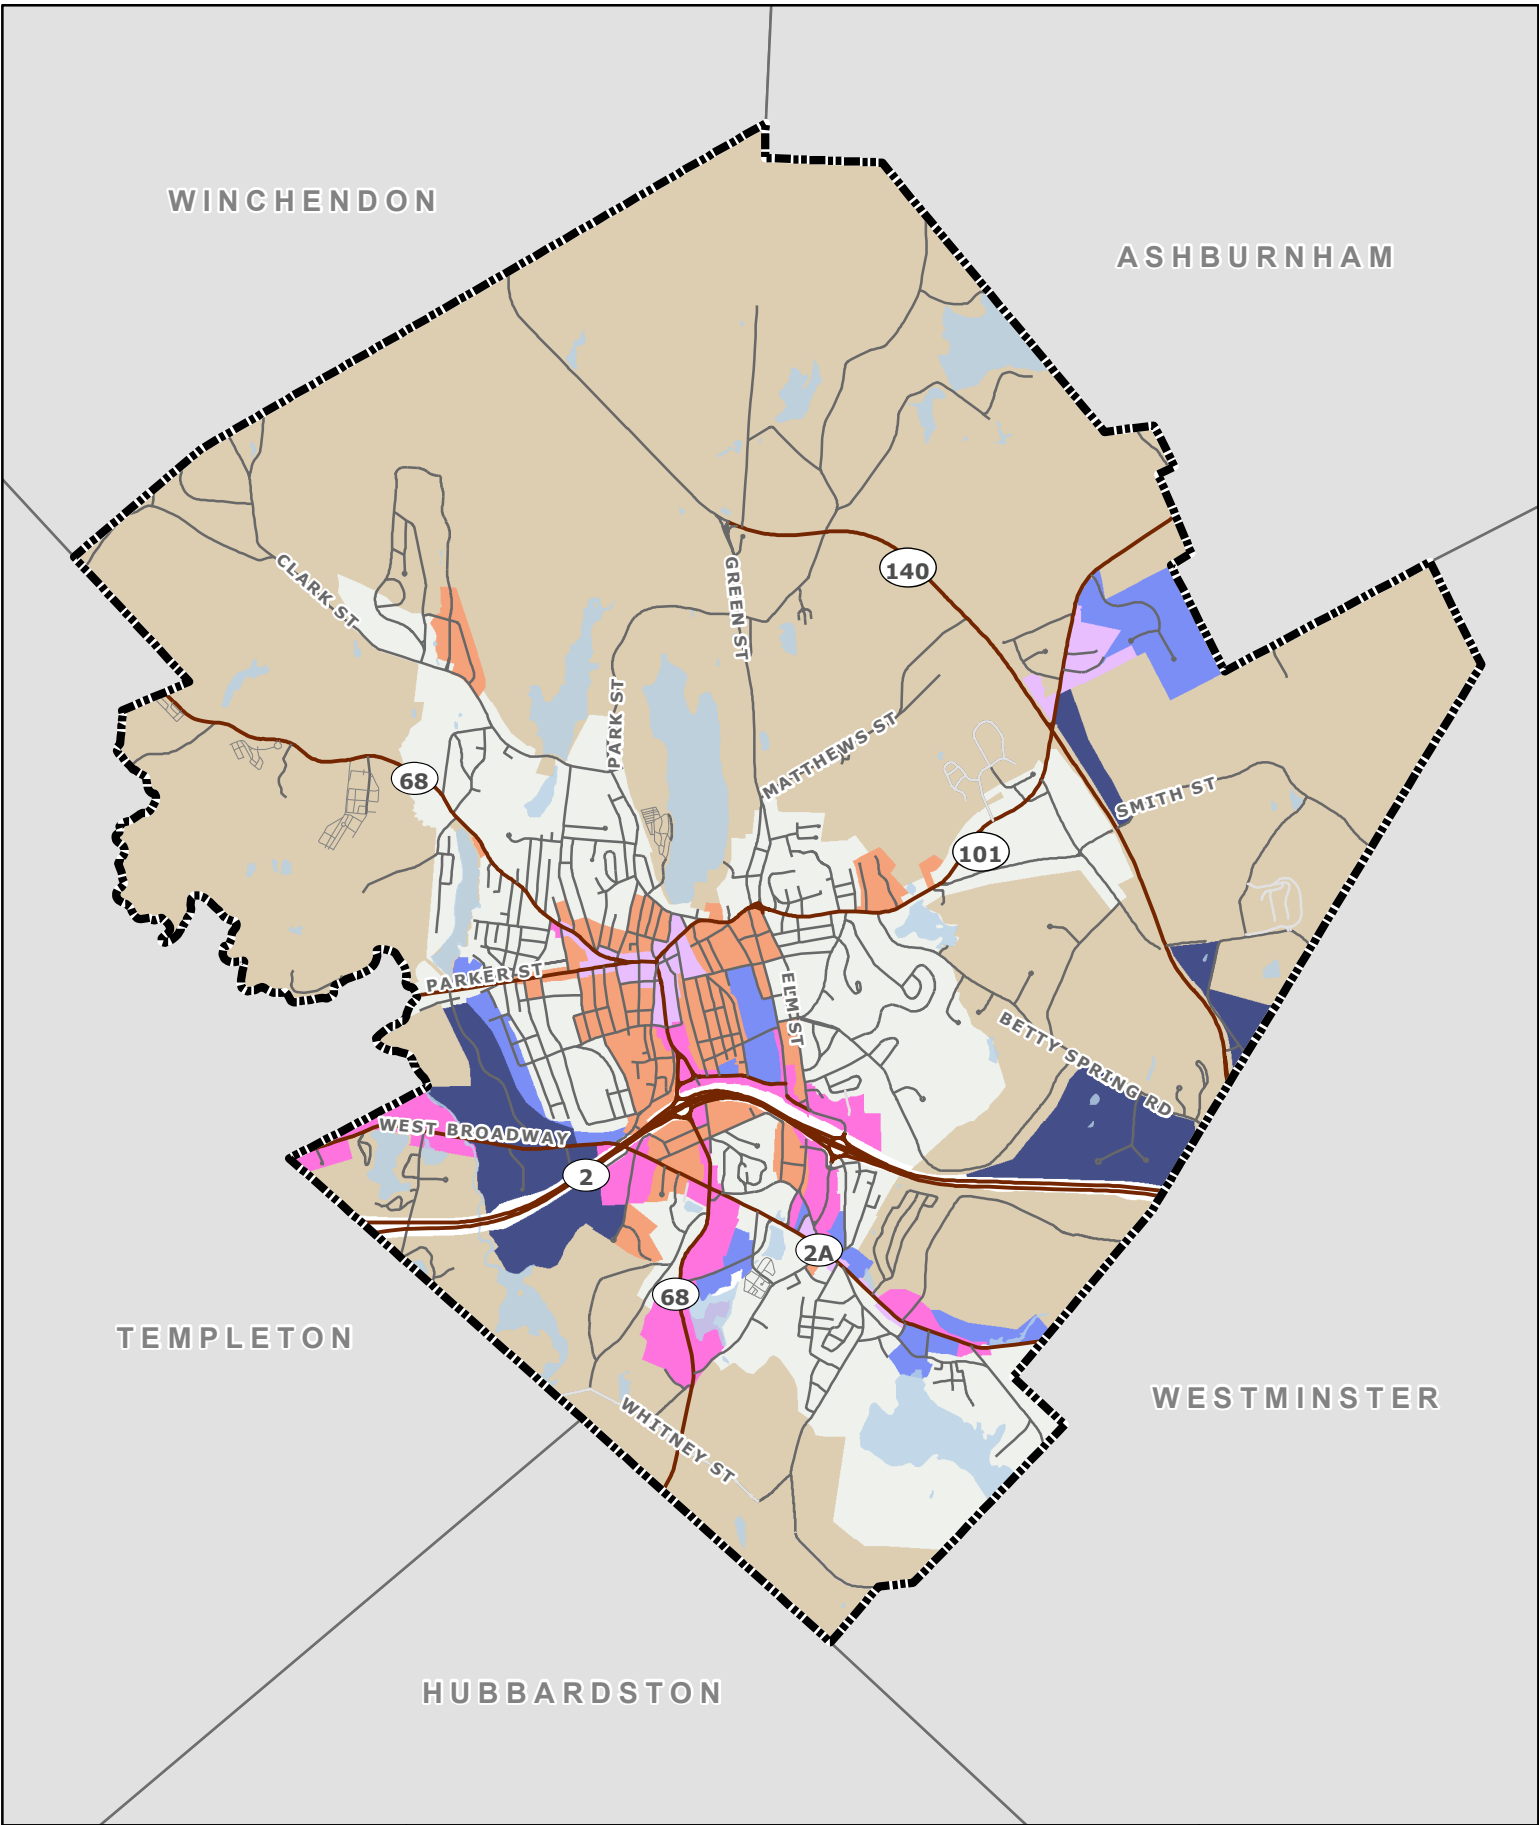 WINCHENDON
ASHBURNHAM
CLARK ST
GREEN ST
140
PARK ST
MATTHEWS ST
68
SMITH ST
101
PARKER ST
ELM ST
BETTY SPRING RD
WEST BROADWAY
2
2A
68
TEMPLETON
WESTMINSTER
WHITNEY ST
HUBBARDSTON